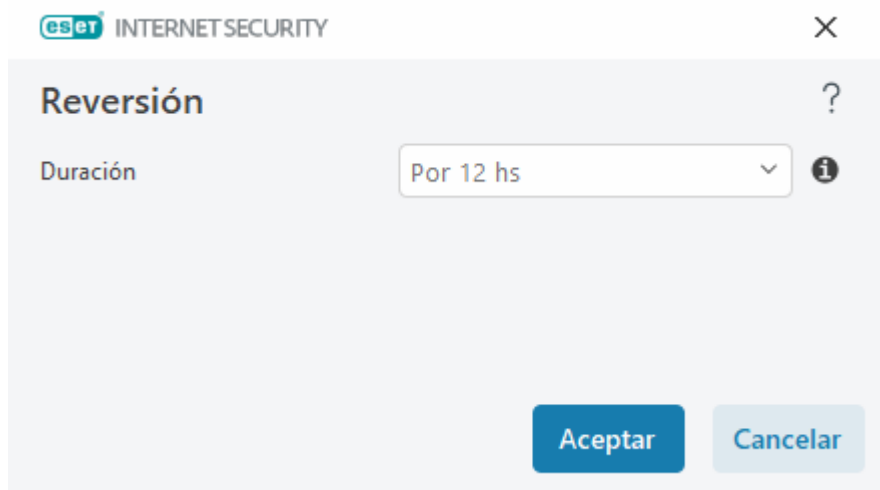 eset INTERNET SECURITY
Reversión
?
Duración
Por 12 hs
Aceptar
Cancelar